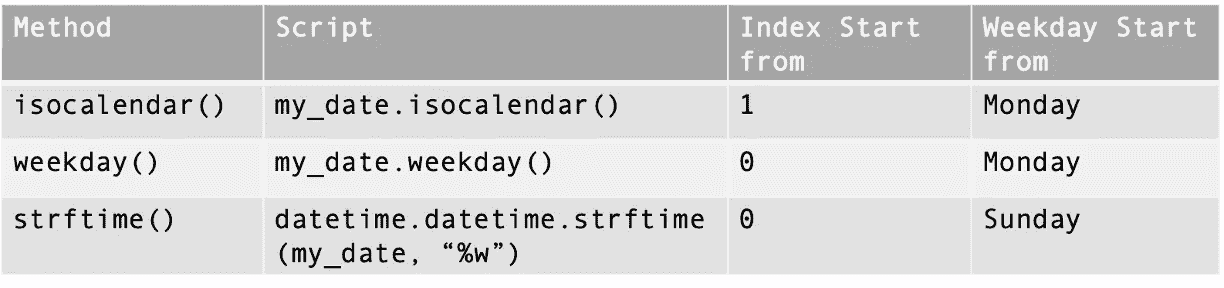 Method Script Index Start from Weekday Start from
isocalendar() my_date.isocalendar() 1 Monday
weekday() my_date.weekday() 0 Monday
strftime() datetime.datetime.strftime 0 Sunday
(my_date, “%w”)